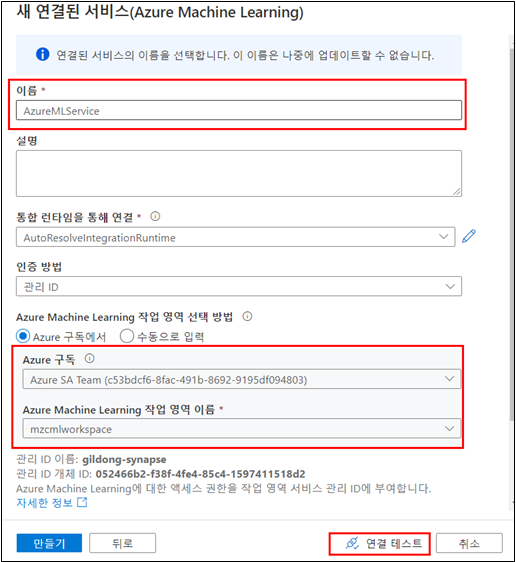 새 연결된 서비스(Azure Machine Learning)
연결된 서비스의 이름을 선택합니다. 이 이름은 나중에 업데이트할 수 없습니다.
이름 *
AzureMLService
설명
통합 런타임을 통해 연결 *
AutoResolveIntegrationRuntime
인증 방법
관리 ID
Azure Machine Learning 작업 영역 선택 방법
Azure 구독에서 수동으로 입력
Azure 구독
Azure SA Team (c53bdcf6-8fac-491b-8692-9195df094803)
Azure Machine Learning 작업 영역 이름 *
mzcmlworkspace
관리 ID 이름: gildong-synapse
관리 ID 개체 ID: 052466b2-f38f-4fe4-85c4-1597411518d2
Azure Machine Learning에 대한 액세스 권한을 작업 영역 서비스 관리 ID에 부여합니다.
자세한 정보
만들기 뒤로 연결 테스트 취소